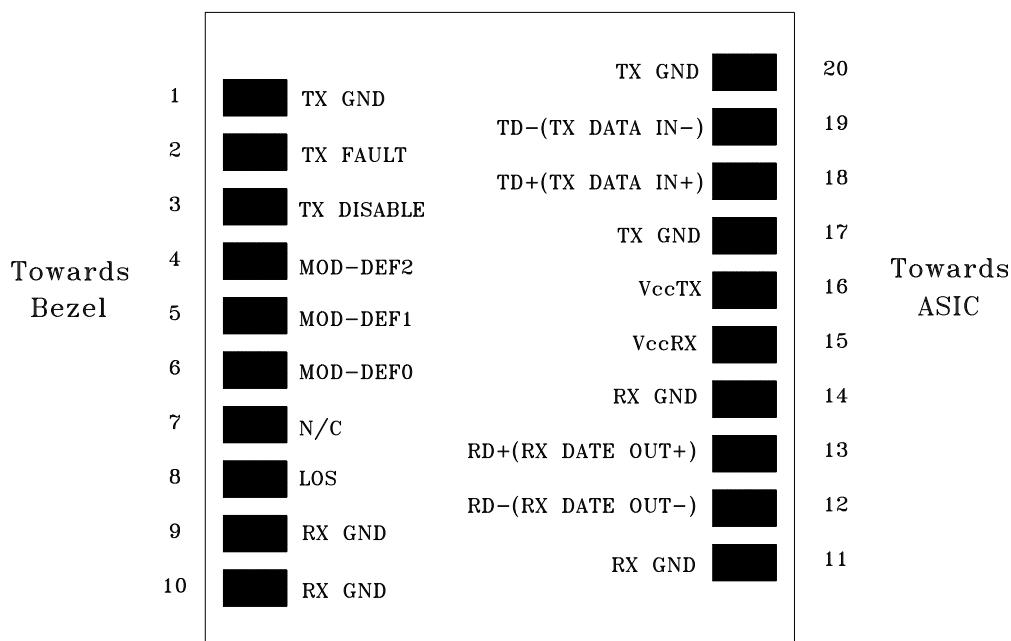 1 TX GND
2 TX FAULT
3 TX DISABLE
4 MOD-DEF2
5 MOD-DEF1
6 MOD-DEF0
7 N/C
8 LOS
9 RX GND
10 RX GND
Towards
Bezel
TX GND 20
TD-(TX DATA IN-) 19
TD+(TX DATA IN+) 18
TX GND 17
VccTX 16
VccRX 15
RX GND 14
RD+(RX DATE OUT+) 13
RD-(RX DATE OUT-) 12
RX GND 11
Towards
ASIC